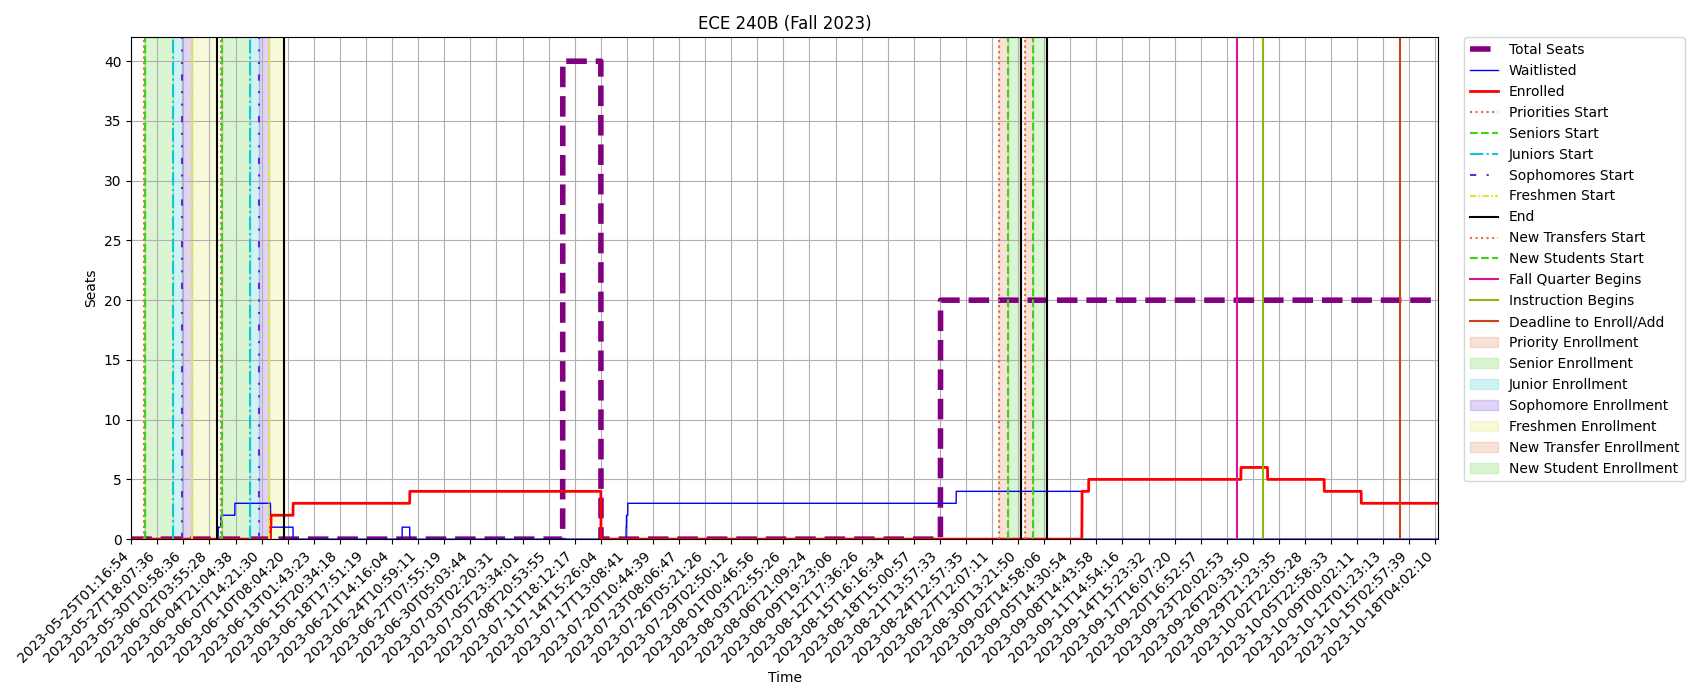 ECE 240B (Fall 2023)
Seats
40
35
30
25
20
15
10
5
0
2023-05-25T01:16:54
2023-05-27T18:07:36
2023-05-30T10:58:36
2023-06-02T03:55:28
2023-06-04T21:04:38
2023-06-07T14:21:30
2023-06-10T08:04:20
2023-06-13T01:43:23
2023-06-15T20:34:18
2023-06-18T17:51:19
2023-06-21T14:16:04
2023-06-24T10:59:11
2023-06-27T07:55:19
2023-06-30T05:03:44
2023-07-03T02:20:31
2023-07-05T23:34:01
2023-07-08T20:53:55
2023-07-11T18:12:17
2023-07-14T15:26:04
2023-07-17T13:08:41
2023-07-20T10:44:39
2023-07-23T08:06:47
2023-07-26T05:21:26
2023-07-29T02:50:12
2023-08-01T00:46:56
2023-08-03T22:55:26
2023-08-06T21:09:24
2023-08-09T19:23:06
2023-08-12T17:36:26
2023-08-15T16:16:34
2023-08-18T15:00:57
2023-08-21T13:57:33
2023-08-24T12:57:35
2023-08-27T12:07:11
2023-08-30T13:21:50
2023-09-02T14:58:06
2023-09-05T14:30:54
2023-09-08T14:43:58
2023-09-11T14:54:16
2023-09-14T15:23:32
2023-09-17T16:07:20
2023-09-20T16:52:57
2023-09-23T20:02:53
2023-09-26T20:33:50
2023-09-29T21:23:35
2023-10-02T22:05:28
2023-10-05T22:58:33
2023-10-09T00:02:11
2023-10-12T01:23:13
2023-10-15T02:57:39
2023-10-18T04:02:10
Time
Total Seats
Waitlisted
Enrolled
Priorities Start
Seniors Start
Juniors Start
Sophomores Start
Freshmen Start
End
New Transfers Start
New Students Start
Fall Quarter Begins
Instruction Begins
Deadline to Enroll/Add
Priority Enrollment
Senior Enrollment
Junior Enrollment
Sophomore Enrollment
Freshmen Enrollment
New Transfer Enrollment
New Student Enrollment